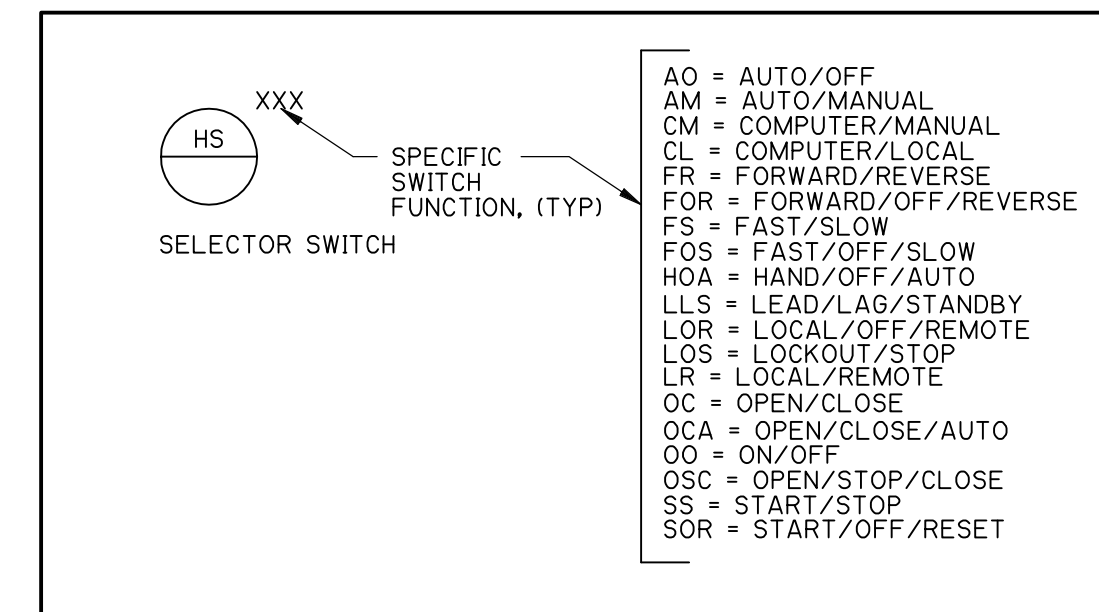 XXX
HS
SELECTOR SWITCH
SPECIFIC
SWITCH
FUNCTION, (TYP)
AO = AUTO/OFF
AM = AUTO/MANUAL
CM = COMPUTER/MANUAL
CL = COMPUTER/LOCAL
FR = FORWARD/REVERSE
FOR = FORWARD/OFF/REVERSE
FS = FAST/SLOW
FOS = FAST/OFF/SLOW
HOA = HAND/OFF/AUTO
LLS = LEAD/LAG/STANDBY
LOR = LOCAL/OFF/REMOTE
LOS = LOCKOUT/STOP
LR = LOCAL/REMOTE
OC = OPEN/CLOSE
OCA = OPEN/CLOSE/AUTO
OO = ON/OFF
OSC = OPEN/STOP/CLOSE
SS = START/STOP
SOR = START/OFF/RESET